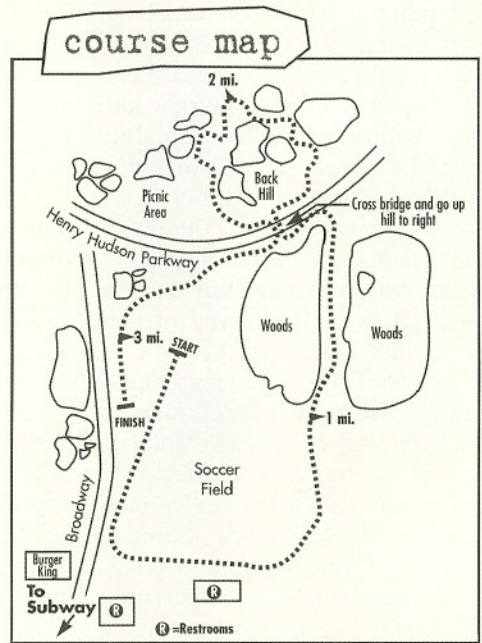 course map
2 mi.
Picnic
Area
Back
Hill
Cross bridge and go up
hill to right
Henry Hudson Parkway
Woods
Woods
3 mi.
START
FINISH
1 mi.
Soccer
Field
Broadway
Burger
King
To
Subway
R
R
R =Restrooms